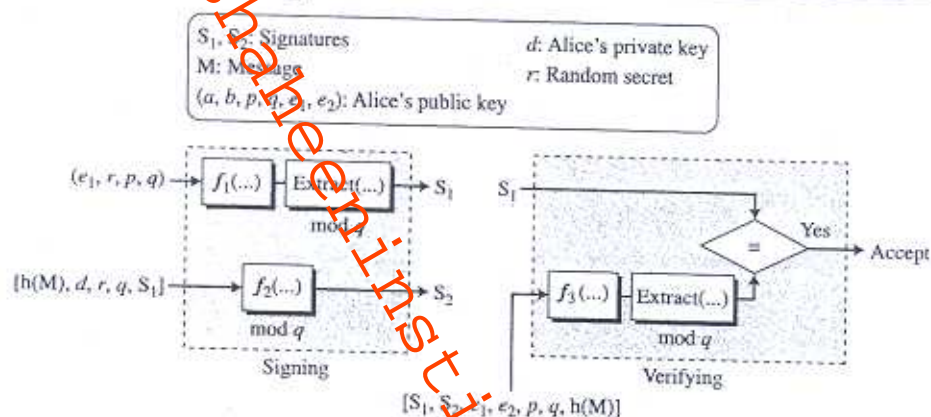 S₁, S₂: Signatures
d: Alice's private key
M: Message
r: Random secret
(a, b, p, q, e₁, e₂): Alice's public key
(e₁, r, p, q)
f₁(...)
Extract(...)
mod q
S₁
[h(M), d, r, q, S₁]
f₂(...)
mod q
S₂
Signing
S₁
=
Yes
Accept
f₃(...)
Extract(...)
mod q
Verifying
[S₁, S₂, e₁, e₂, p, q, h(M)]
shaheeninsti